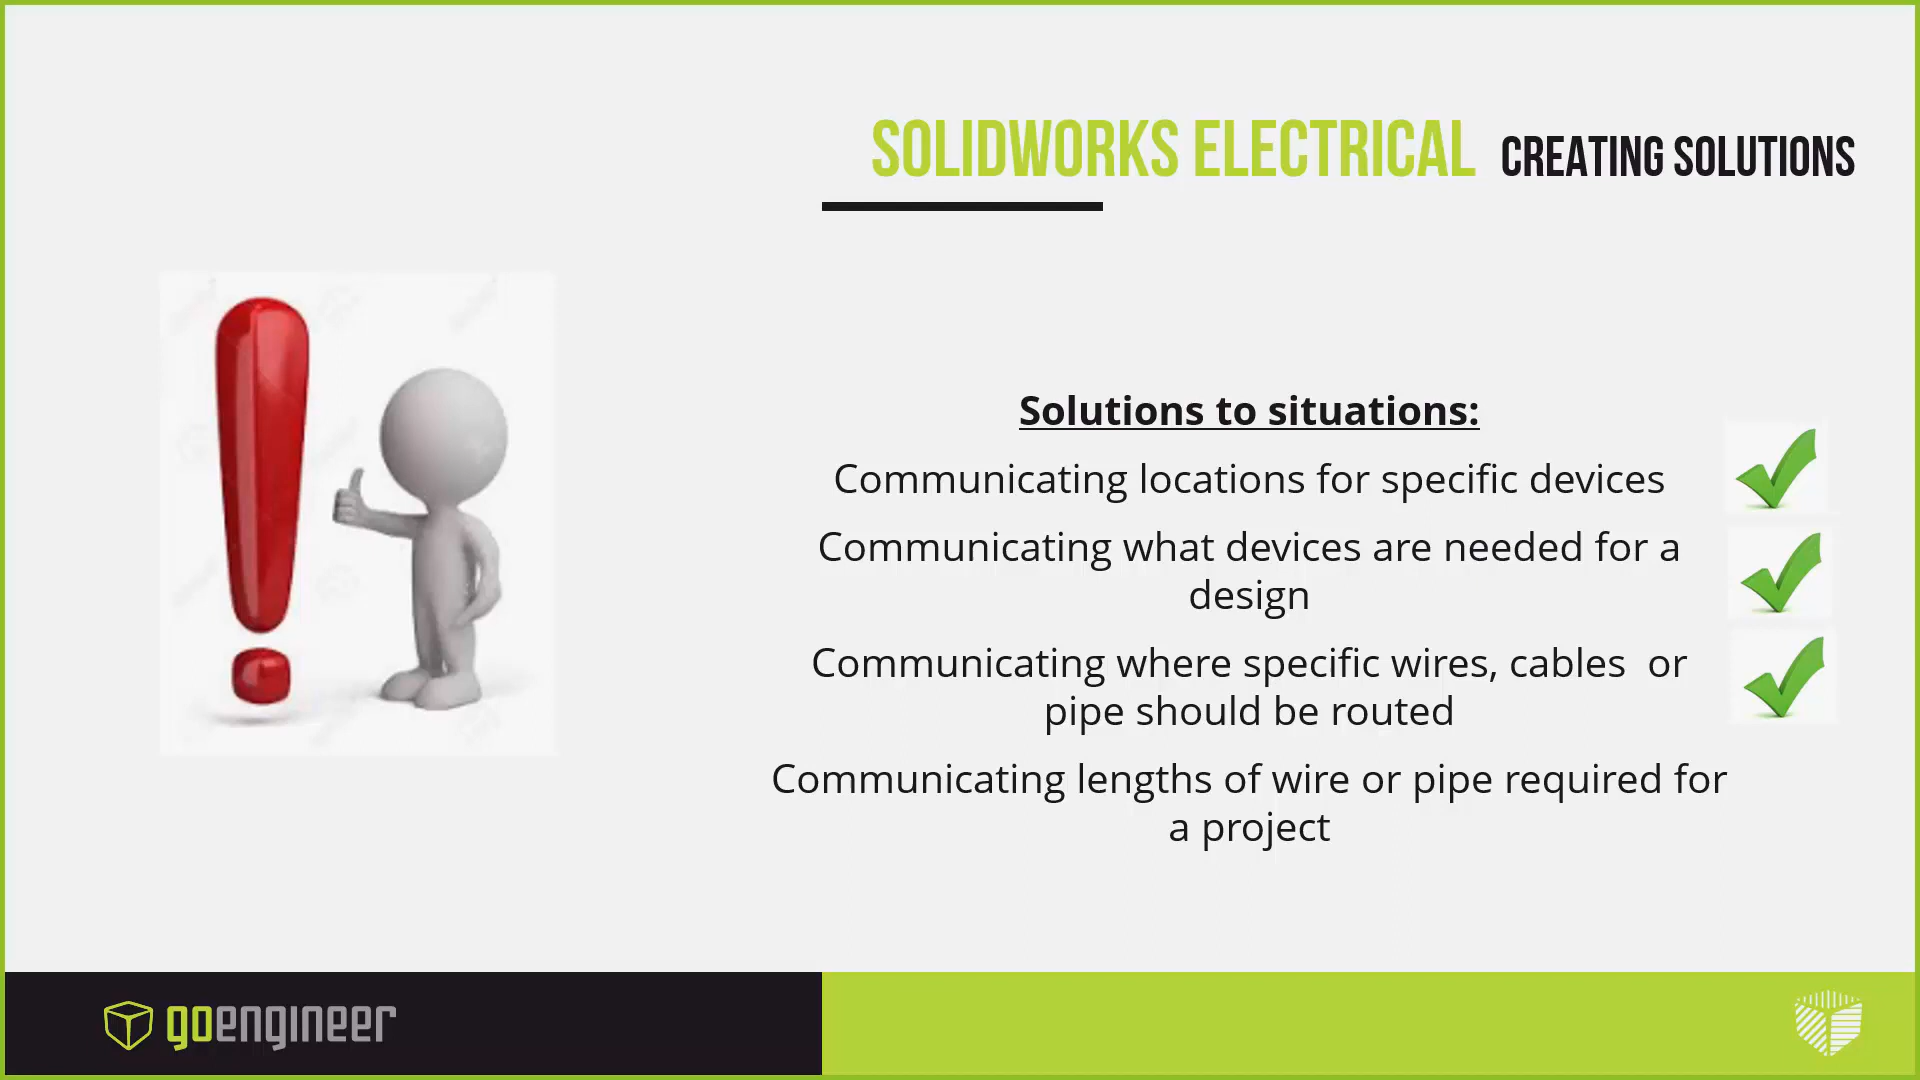 SOLIDWORKS ELECTRICAL CREATING SOLUTIONS
Solutions to situations:
Communicating locations for specific devices
Communicating what devices are needed for a
design
Communicating where specific wires, cables  or
pipe should be routed
Communicating lengths of wire or pipe required for
a project
goengineer